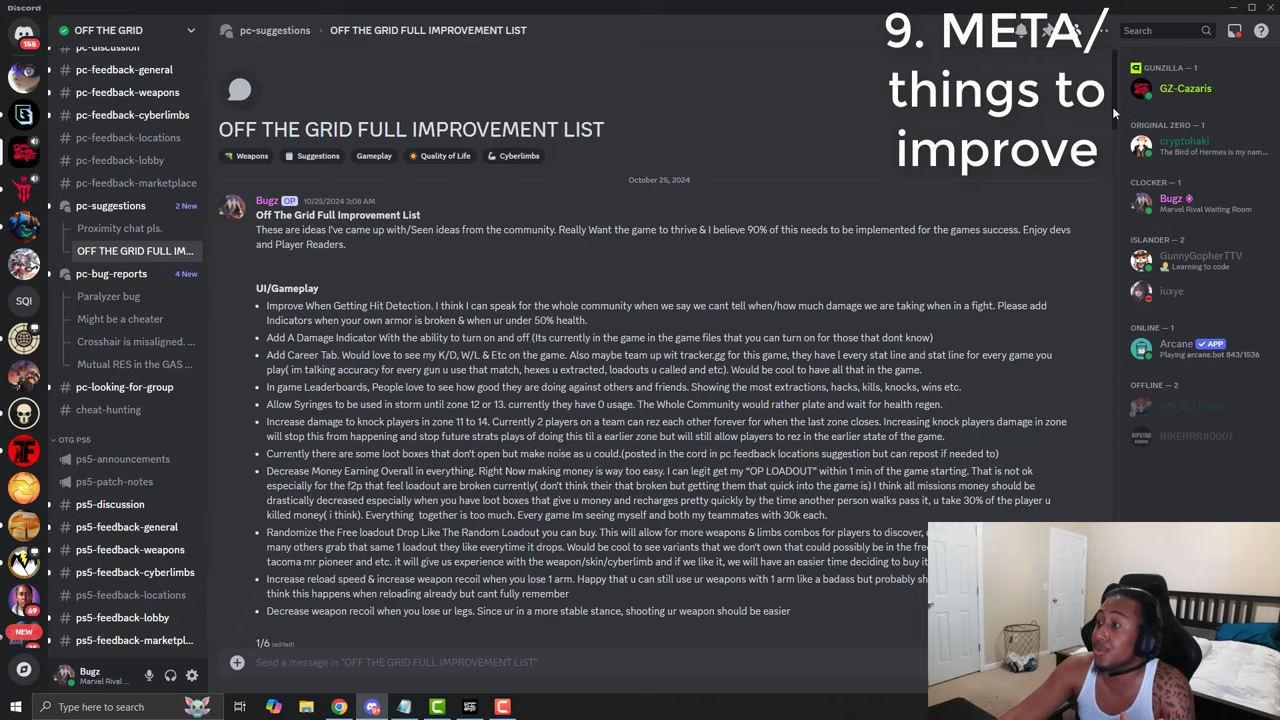 Discord
155
OFF THE GRID
pc-suggestions
OFF THE GRID FULL IMPROVEMENT LIST
9. META/
things to
improve
Search
pc-discussion
pc-feedback-general
pc-feedback-weapons
pc-feedback-cyberlimbs
pc-feedback-locations
pc-feedback-lobby
pc-feedback-marketplace
pc-suggestions
2 New
Proximity chat pls.
OFF THE GRID FULL IM...
pc-bug-reports
4 New
Paralyzer bug
Might be a cheater
Crosshair is misaligned. ...
Mutual RES in the GAS ...
pc-looking-for-group
cheat-hunting
OTG PS5
ps5-announcements
ps5-patch-notes
ps5-discussion
ps5-feedback-general
ps5-feedback-weapons
ps5-feedback-cyberlimbs
ps5-feedback-locations
ps5-feedback-lobby
ps5-feedback-marketpl...
SQI
69
NEW
Bugz
Marvel Rival ...
OFF THE GRID FULL IMPROVEMENT LIST
Weapons
Suggestions
Gameplay
Quality of Life
Cyberlimbs
October 25, 2024
Bugz OP 10/25/2024 3:08 AM
Off The Grid Full Improvement List
These are ideas I've came up with/Seen ideas from the community. Really Want the game to thrive & I believe 90% of this needs to be implemented for the games success. Enjoy devs
and Player Readers.
UI/Gameplay
• Improve When Getting Hit Detection. I think I can speak for the whole community when we say we cant tell when/how much damage we are taking when in a fight. Please add
Indicators when your own armor is broken & when ur under 50% health.
• Add A Damage Indicator With the ability to turn on and off (Its currently in the game in the game files that you can turn on for those that dont know)
• Add Career Tab. Would love to see my K/D, W/L & Etc on the game. Also maybe team up wit tracker.gg for this game, they have l every stat line and stat line for every game you
play( im talking accuracy for every gun u use that match, hexes u extracted, loadouts u called and etc). Would be cool to have all that in the game.
• In game Leaderboards, People love to see how good they are doing against others and friends. Showing the most extractions, hacks, kills, knocks, wins etc.
• Allow Syringes to be used in storm until zone 12 or 13. currently they have 0 usage. The Whole Community would rather plate and wait for health regen.
• Increase damage to knock players in zone 11 to 14. Currently 2 players on a team can rez each other forever for when the last zone closes. Increasing knock players damage in zone
will stop this from happening and stop future strats plays of doing this til a earlier zone but will still allow players to rez in the earlier state of the game.
• Currently there are some loot boxes that don't open but make noise as u could.(posted in the cord in pc feedback locations suggestion but can repost if needed to)
• Decrease Money Earning Overall in everything. Right Now making money is way too easy. I can legit get my "OP LOADOUT" within 1 min of the game starting. That is not ok
especially for the f2p that feel loadout are broken currently( don't think their that broken but getting them that quick into the game is) I think all missions money should be
drastically decreased especially when you have loot boxes that give u money and recharges pretty quickly by the time another person walks pass it, u take 30% of the player u
killed money( i think). Everything together is too much. Every game Im seeing myself and both my teammates with 30k each.
• Randomize the Free loadout Drop Like The Random Loadout you can buy. This will allow for more weapons & limbs combos for players to discover,
many others grab that same 1 loadout they like everytime it drops. Would be cool to see variants that we don't own that could possibly be in the free
tacoma mr pioneer and etc. it will give us experience with the weapon/skin/cyberlimb and if we like it, we will have an easier time deciding to buy it
• Increase reload speed & increase weapon recoil when you lose 1 arm. Happy that u can still use ur weapons with 1 arm like a badass but probably sh
think this happens when reloading already but cant fully remember
• Decrease weapon recoil when you lose ur legs. Since ur in a more stable stance, shooting ur weapon should be easier
1/6 (edited)
Send a message in "OFF THE GRID FULL IMPROVEMENT LIST"
GUNZILLA — 1
GZ-Cazaris
ORIGINAL ZERO — 1
cryptohaki
The Bird of Hermes is my nam...
CLOCKER — 1
Bugz
Marvel Rival Waiting Room
ISLANDER — 2
GunnyGopherTTV
Learning to code
iuxye
ONLINE — 1
Arcane APP
Playing arcane.bot 843/1536
OFFLINE — 2
RIKERRR#0007
Type here to search